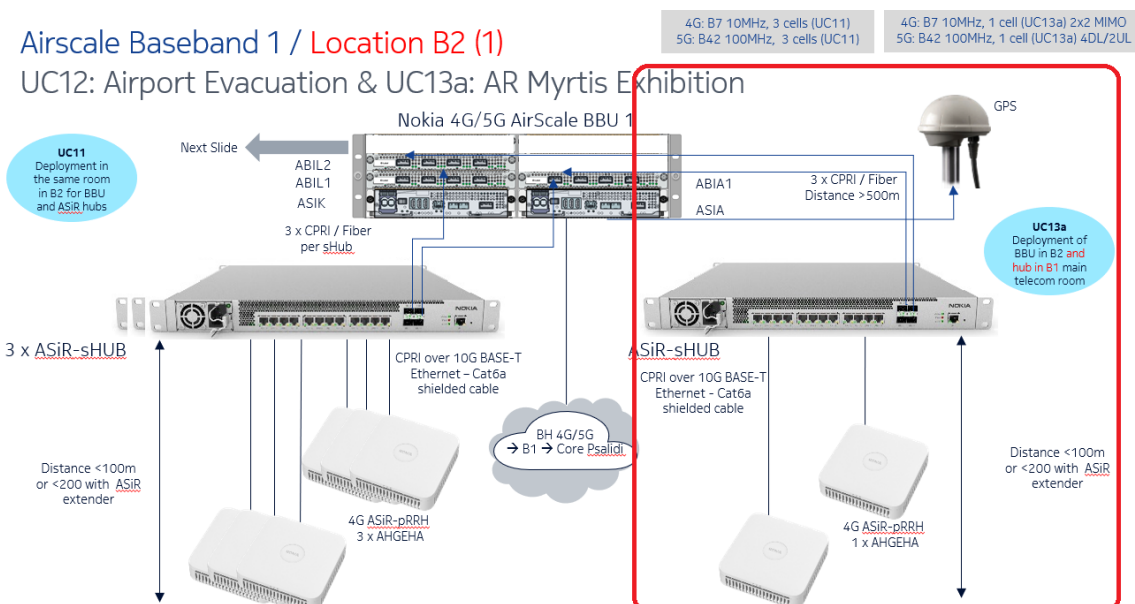 4G: B7 10MHz, 3 cells (UC11)
5G: B42 100MHz, 3 cells (UC11)
4G: B7 10MHz, 1 cell (UC13a) 2x2 MIMO
5G: B42 100MHz, 1 cell (UC13a) 4DL/2UL
Airscale Baseband 1 / Location B2 (1)
UC12: Airport Evacuation & UC13a: AR Myrtis Exhibition
Nokia 4G/5G AirScale BBU 1
GPS
Next Slide
UC11
Deployment in
the same room
in B2 for BBU
and ASiR hubs
ABIL2
ABIL1
ASIK
ABIA1
ASIA
3 x CPRI / Fiber
Distance >500m
3 x CPRI / Fiber
per sHub
UC13a
Deployment of
BBU in B2 and
hub in B1 main
telecom room
NOKIA
NOKIA
3 x ASiR-sHUB
ASiR-sHUB
CPRI over 10G BASE-T
Ethernet – Cat6a
shielded cable
CPRI over 10G BASE-T
Ethernet - Cat6a
shielded cable
BH 4G/5G
→ B1 → Core Psalidi
Distance <100m
or <200 with ASiR
extender
Distance <100m
or <200 with ASiR
extender
4G ASiR-pRRH
3 x AHGEHA
4G ASiR-pRRH
1 x AHGEHA